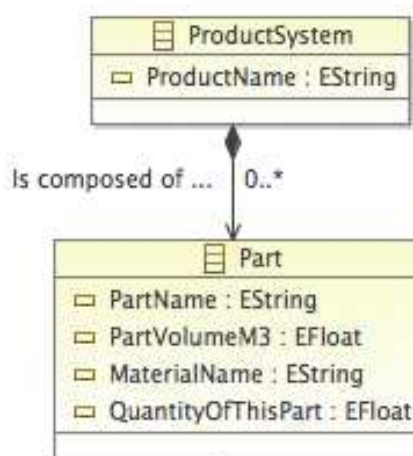 ProductSystem
ProductName : EString
Is composed of ... 0..*
Part
PartName : EString
PartVolumeM3 : EFloat
MaterialName : EString
QuantityOfThisPart : EFloat